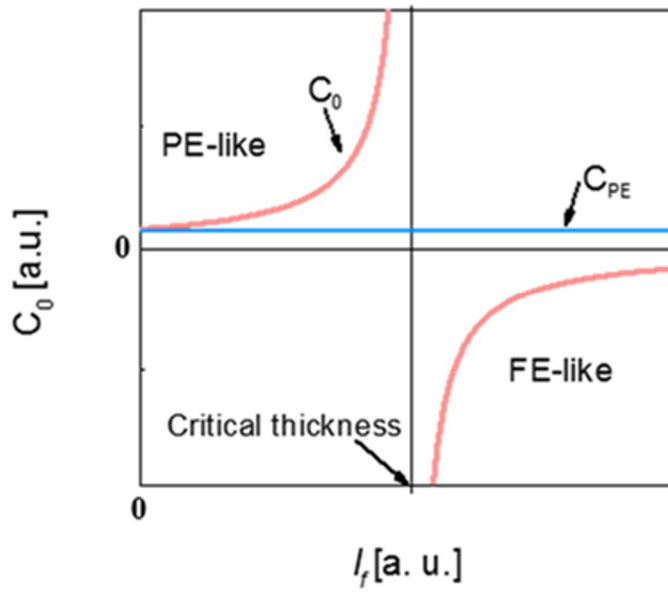 C₀
PE-like
C_PE
0
C₀ [a.u.]
FE-like
Critical thickness
0
l_f [a. u.]